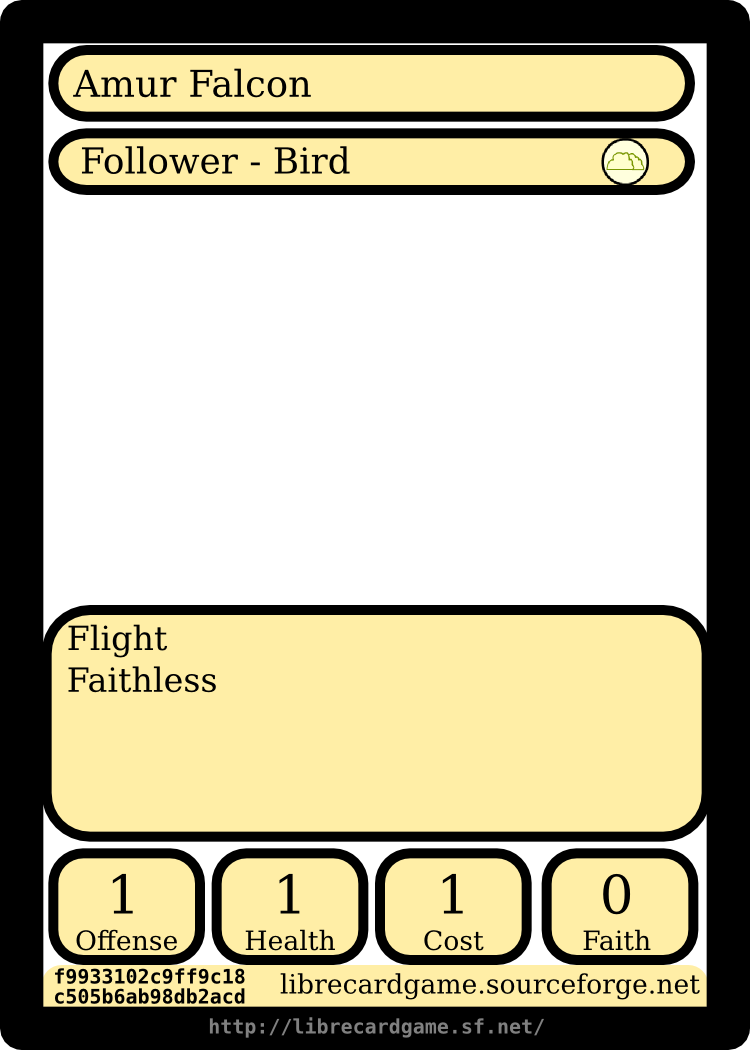 Amur Falcon
Follower - Bird
Flight
Faithless
1 1 1 0
Offense Health Cost Faith
f9933102c9ff9c18
c505b6ab98db2acd
librecardgame.sourceforge.net
http://librecardgame.sf.net/